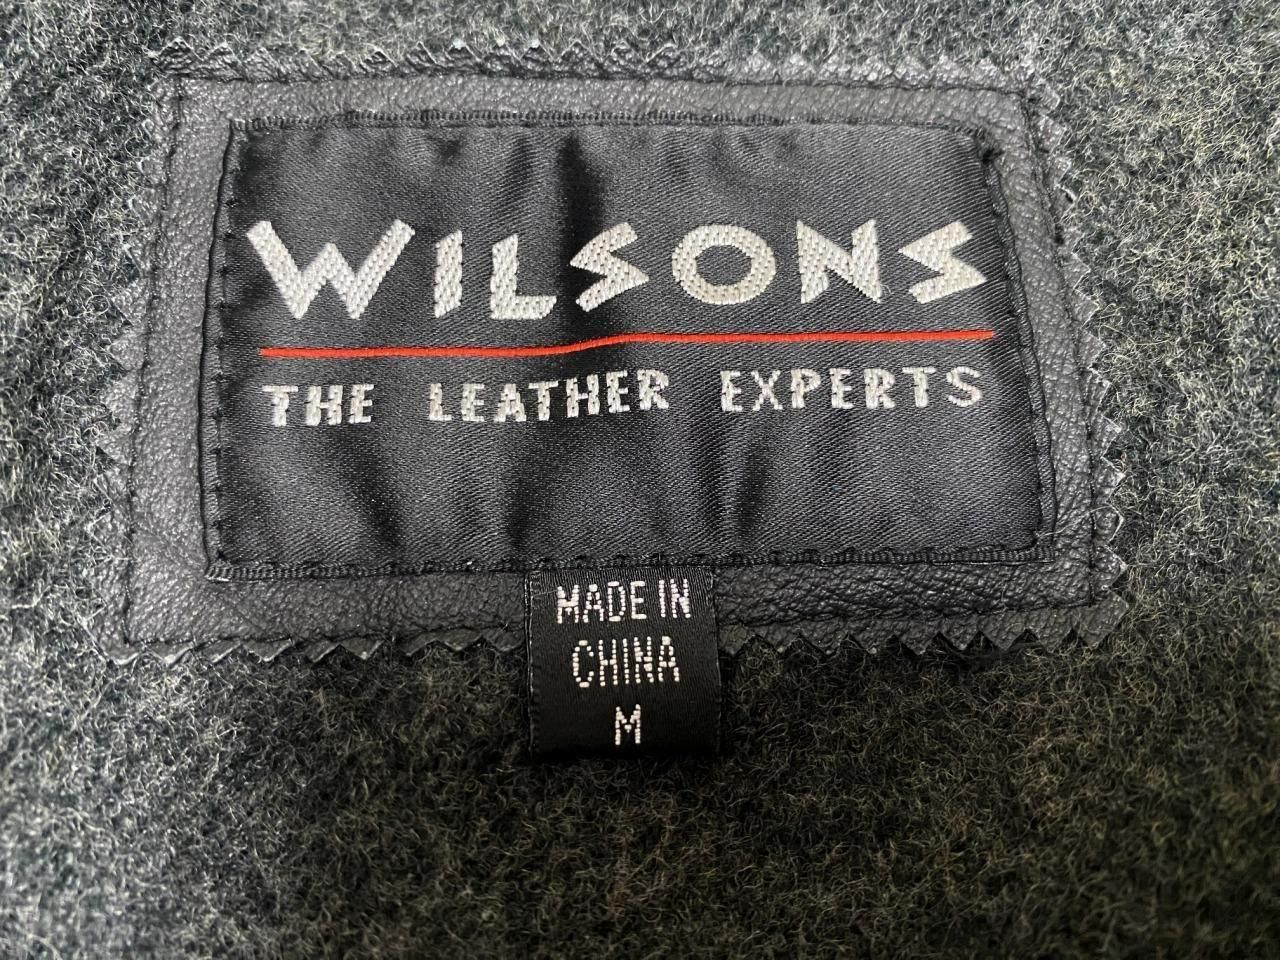 WILSONS
THE LEATHER EXPERTS
MADE IN
CHINA
M